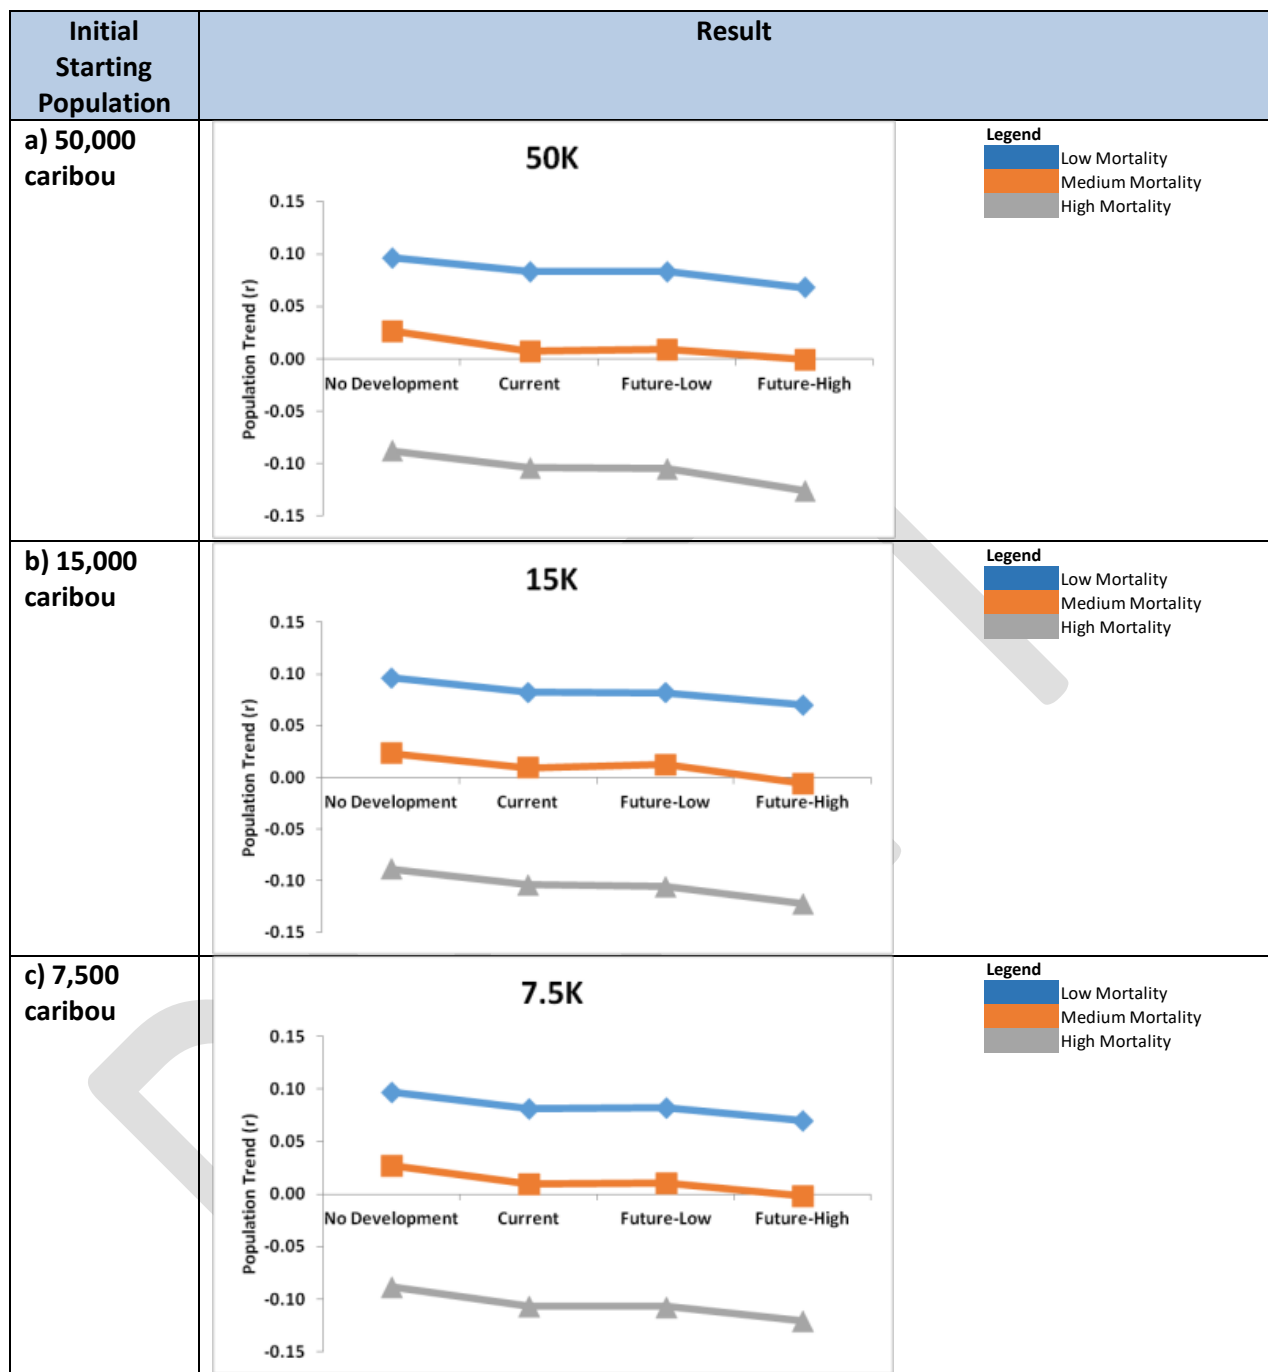 Initial
Starting
Population
Result
a) 50,000
caribou
50K
Population Trend (r)
0.15
0.10
0.05
0.00
-0.05
-0.10
-0.15
No Development Current Future-Low Future-High
Legend
Low Mortality
Medium Mortality
High Mortality
b) 15,000
caribou
15K
Population Trend (r)
0.15
0.10
0.05
0.00
-0.05
-0.10
-0.15
No Development Current Future-Low Future-High
Legend
Low Mortality
Medium Mortality
High Mortality
c) 7,500
caribou
7.5K
Population Trend (r)
0.15
0.10
0.05
0.00
-0.05
-0.10
-0.15
No Development Current Future-Low Future-High
Legend
Low Mortality
Medium Mortality
High Mortality